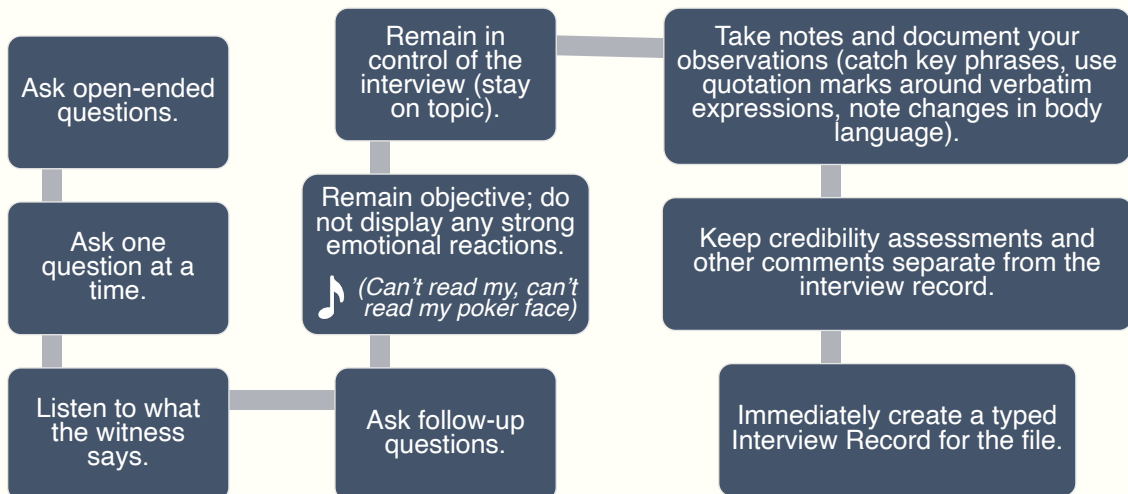 Ask open-ended
questions.
Ask one
question at a
time.
Listen to what
the witness
says.
Ask follow-up
questions.
Remain objective; do
not display any strong
emotional reactions.
(Can’t read my, can’t
read my poker face)
Remain in
control of the
interview (stay
on topic).
Take notes and document your
observations (catch key phrases, use
quotation marks around verbatim
expressions, note changes in body
language).
Keep credibility assessments and
other comments separate from the
interview record.
Immediately create a typed
Interview Record for the file.